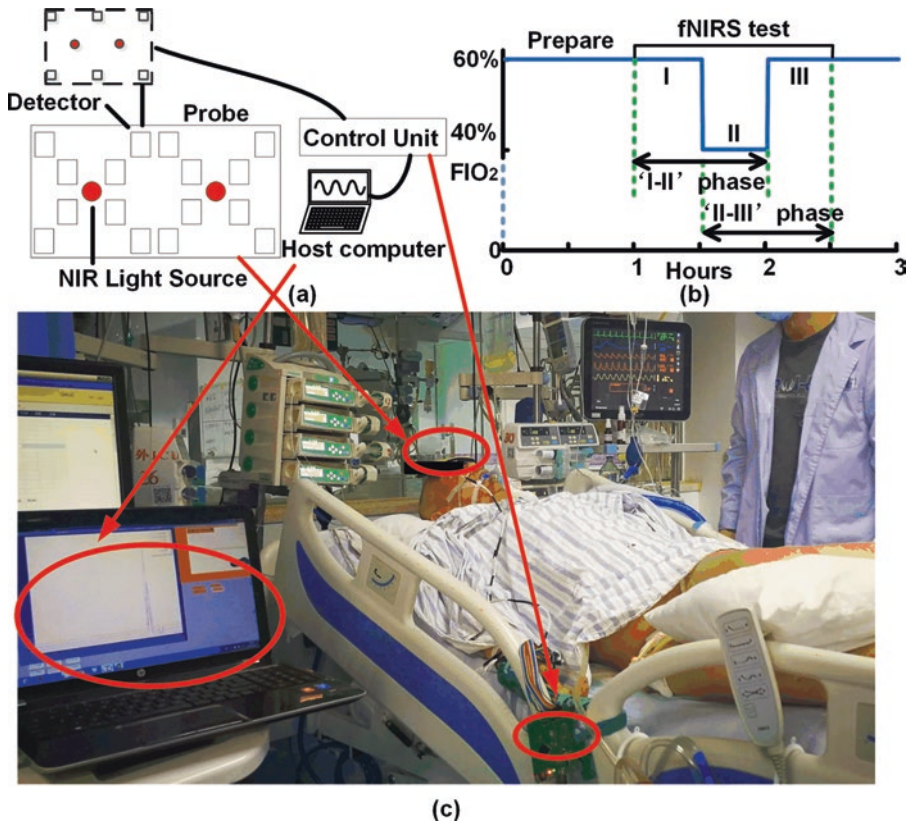 Detector
Probe
Control Unit
Host computer
NIR Light Source
(a)
fNIRS test
Prepare
60%
I
III
40%
II
FIO₂
‘I-II’ phase
‘II-III’ phase
0
0
1
2
3
Hours
(b)
外
(c)